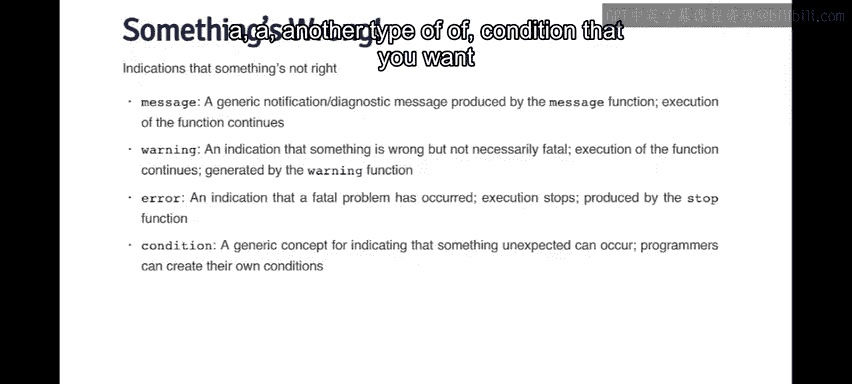 Something's Wrong!
a, a, another type of of, condition that
you want
Indications that something's not right
· message: A generic notification/diagnostic message produced by the message function; execution
of the function continues
· warning: An indication that something is wrong but not necessarily fatal; execution of the function
continues; generated by the warning function
· error: An indication that a fatal problem has occurred; execution stops; produced by the stop
function
· condition: A generic concept for indicating that something unexpected can occur; programmers
can create their own conditions